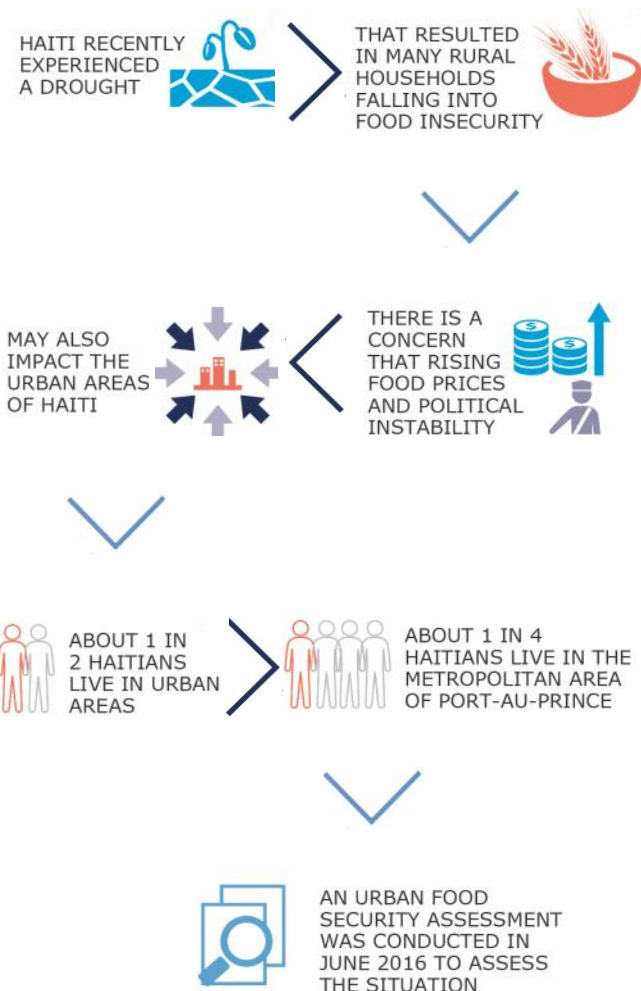 HAITI RECENTLY
EXPERIENCED
A DROUGHT
THAT RESULTED
IN MANY RURAL
HOUSEHOLDS
FALLING INTO
FOOD INSECURITY
THERE IS A
CONCERN
THAT RISING
FOOD PRICES
AND POLITICAL
INSTABILITY
$
$
MAY ALSO
IMPACT THE
URBAN AREAS
OF HAITI
ABOUT 1 IN
2 HAITIANS
LIVE IN URBAN
AREAS
ABOUT 1 IN 4
HAITIANS LIVE IN THE
METROPOLITAN AREA
OF PORT-AU-PRINCE
AN URBAN FOOD
SECURITY ASSESSMENT
WAS CONDUCTED IN
JUNE 2016 TO ASSESS
THE SITUATION